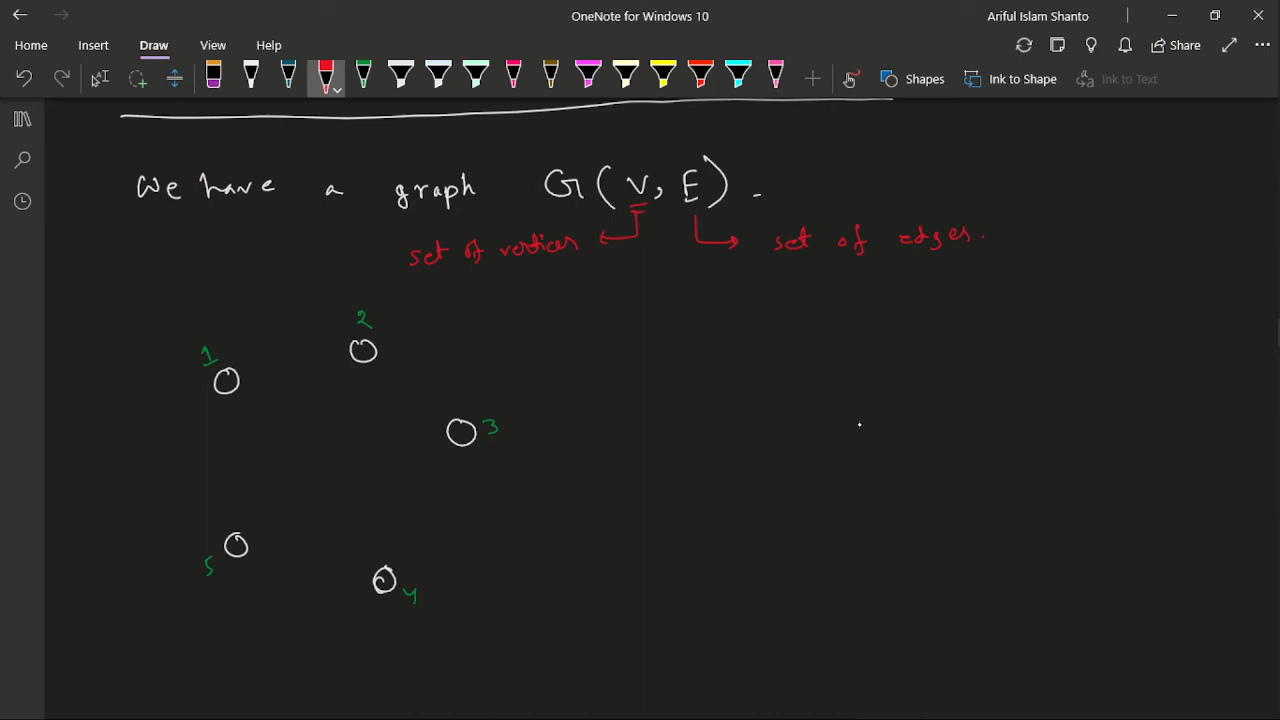 OneNote for Windows 10
Ariful Islam Shanto
Home Insert Draw View Help
Share
Shapes
Ink to Shape
Ink to Text
We have a graph G(V, E).
set of vertices
set of edges.
2
1
3
5
4